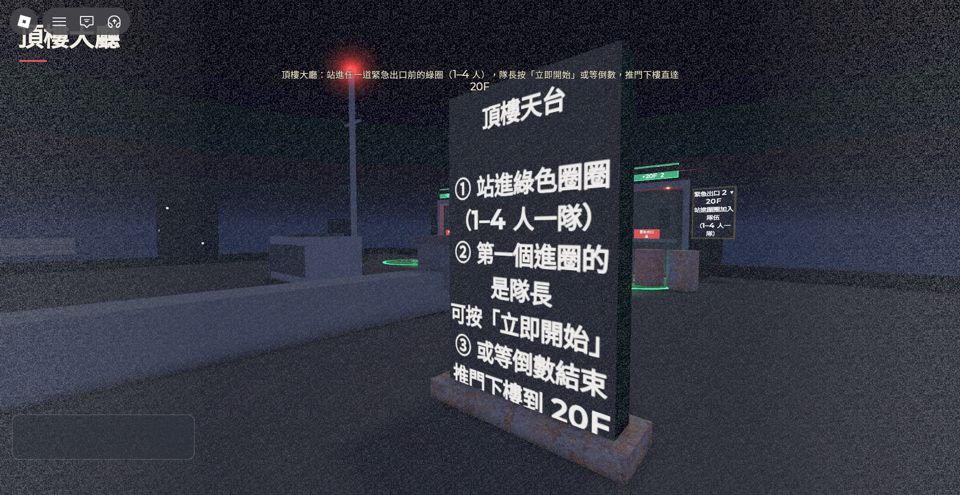 頂樓大廳
頂樓大廳：站進任一道緊急出口前的綠圈（1–4 人），隊長按「立即開始」或等倒數，推門下樓直達
20F
頂樓天台
① 站進綠色圈圈
（1–4 人一隊）
② 第一個進圈的
是隊長
可按「立即開始」
③ 或等倒數結束
推門下樓到 20F
20F 2
緊急出口 2
20F
站進圈圈加入
隊伍
（1–4 人一
隊）